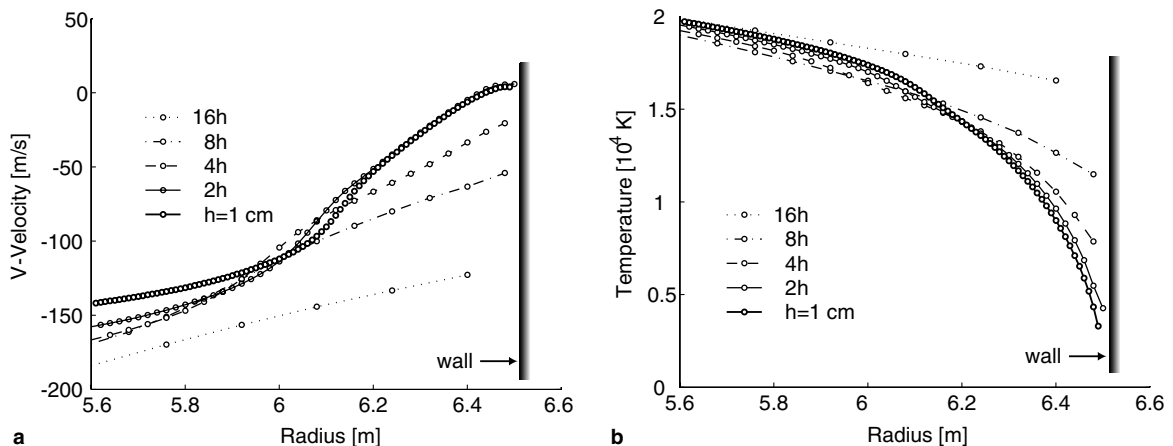 50
0
-50
-100
-150
-200
V-Velocity [m/s]
16h
8h
4h
2h
h=1 cm
wall
5.6
5.8
6
6.2
6.4
6.6
Radius [m]
a
2
1.5
1
0.5
0
Temperature [10⁴ K]
16h
8h
4h
2h
h=1 cm
wall
5.6
5.8
6
6.2
6.4
6.6
Radius [m]
b